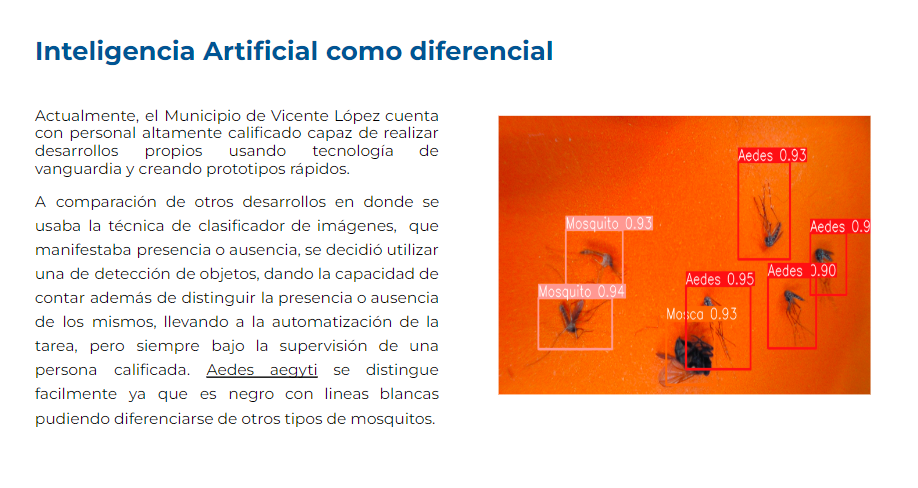 Inteligencia Artificial como diferencial
Actualmente, el Municipio de Vicente López cuenta
con personal altamente calificado capaz de realizar
desarrollos propios usando tecnología de
vanguardia y creando prototipos rápidos.
A comparación de otros desarrollos en donde se
usaba la técnica de clasificador de imágenes, que
manifestaba presencia o ausencia, se decidió utilizar
una de detección de objetos, dando la capacidad de
contar además de distinguir la presencia o ausencia
de los mismos, llevando a la automatización de la
tarea, pero siempre bajo la supervisión de una
persona calificada. Aedes aegyti se distingue
facilmente ya que es negro con lineas blancas
pudiendo diferenciarse de otros tipos de mosquitos.
Aedes 0.93
Mosquito 0.93
Aedes 0.9
Aedes 0.90
Aedes 0.95
Mosquito 0.94
Mosca 0.93